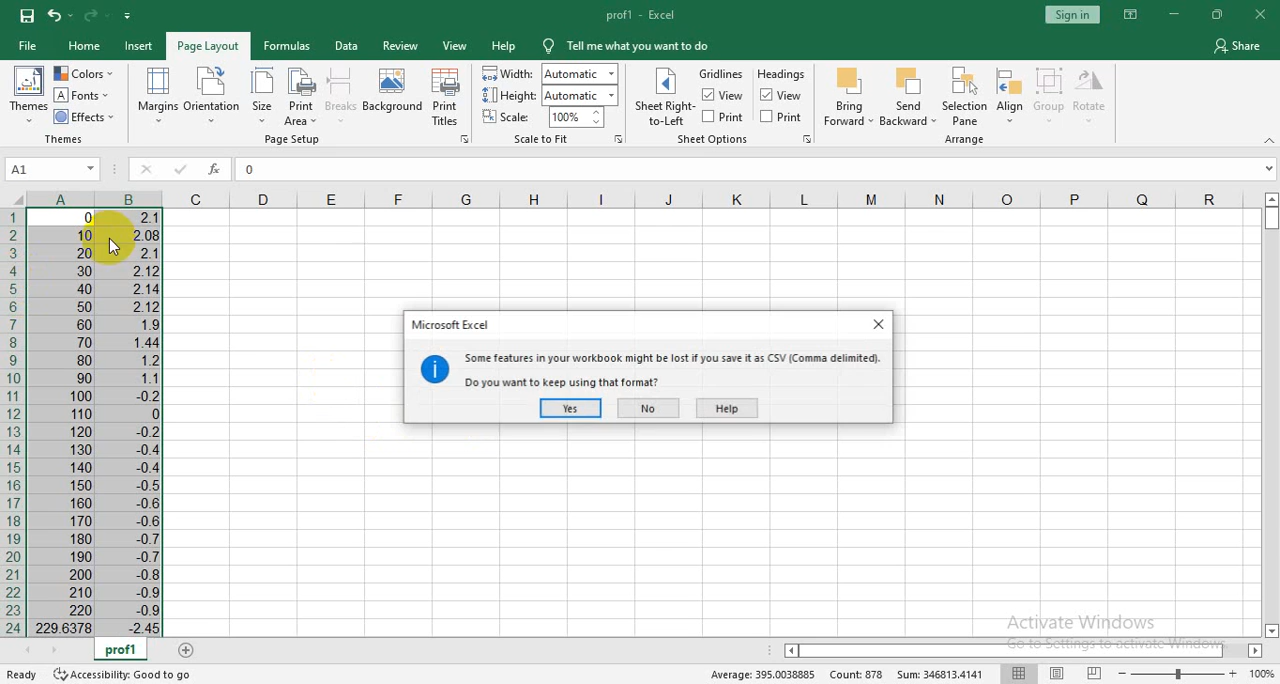 prof1 - Excel
Sign in
File Home Insert Page Layout Formulas Data Review View Help Tell me what you want to do Share
Themes
Colors
Fonts
Effects
Themes
Margins Orientation Size Print Area Breaks Background Print Titles
Page Setup
Width: Automatic
Height: Automatic
Scale: 100%
Scale to Fit
Sheet Right-to-Left
Gridlines Headings
View View
Print Print
Sheet Options
Bring Forward Send Backward Selection Pane Align Group Rotate
Arrange
A1 fx 0
A B C D E F G H I J K L M N O P Q R
1 0 2.1
2 10 2.08
3 20 2.1
4 30 2.12
5 40 2.14
6 50 2.12
7 60 1.9
8 70 1.44
9 80 1.2
10 90 1.1
11 100 -0.2
12 110 0
13 120 -0.2
14 130 -0.4
15 140 -0.4
16 150 -0.5
17 160 -0.6
18 170 -0.6
19 180 -0.7
20 190 -0.7
21 200 -0.8
22 210 -0.9
23 220 -0.9
24 229.6378 -2.45
Microsoft Excel
Some features in your workbook might be lost if you save it as CSV (Comma delimited).
Do you want to keep using that format?
Yes No Help
Activate Windows
Go to Settings to activate Windows.
prof1
Ready Accessibility: Good to go Average: 395.0038885 Count: 878 Sum: 346813.4141 100%